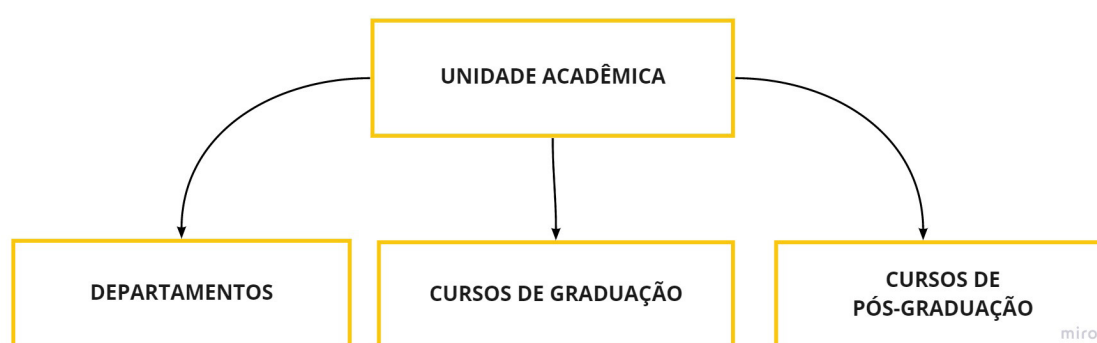 UNIDADE ACADÊMICA
DEPARTAMENTOS
CURSOS DE GRADUAÇÃO
CURSOS DE
PÓS-GRADUAÇÃO
miro